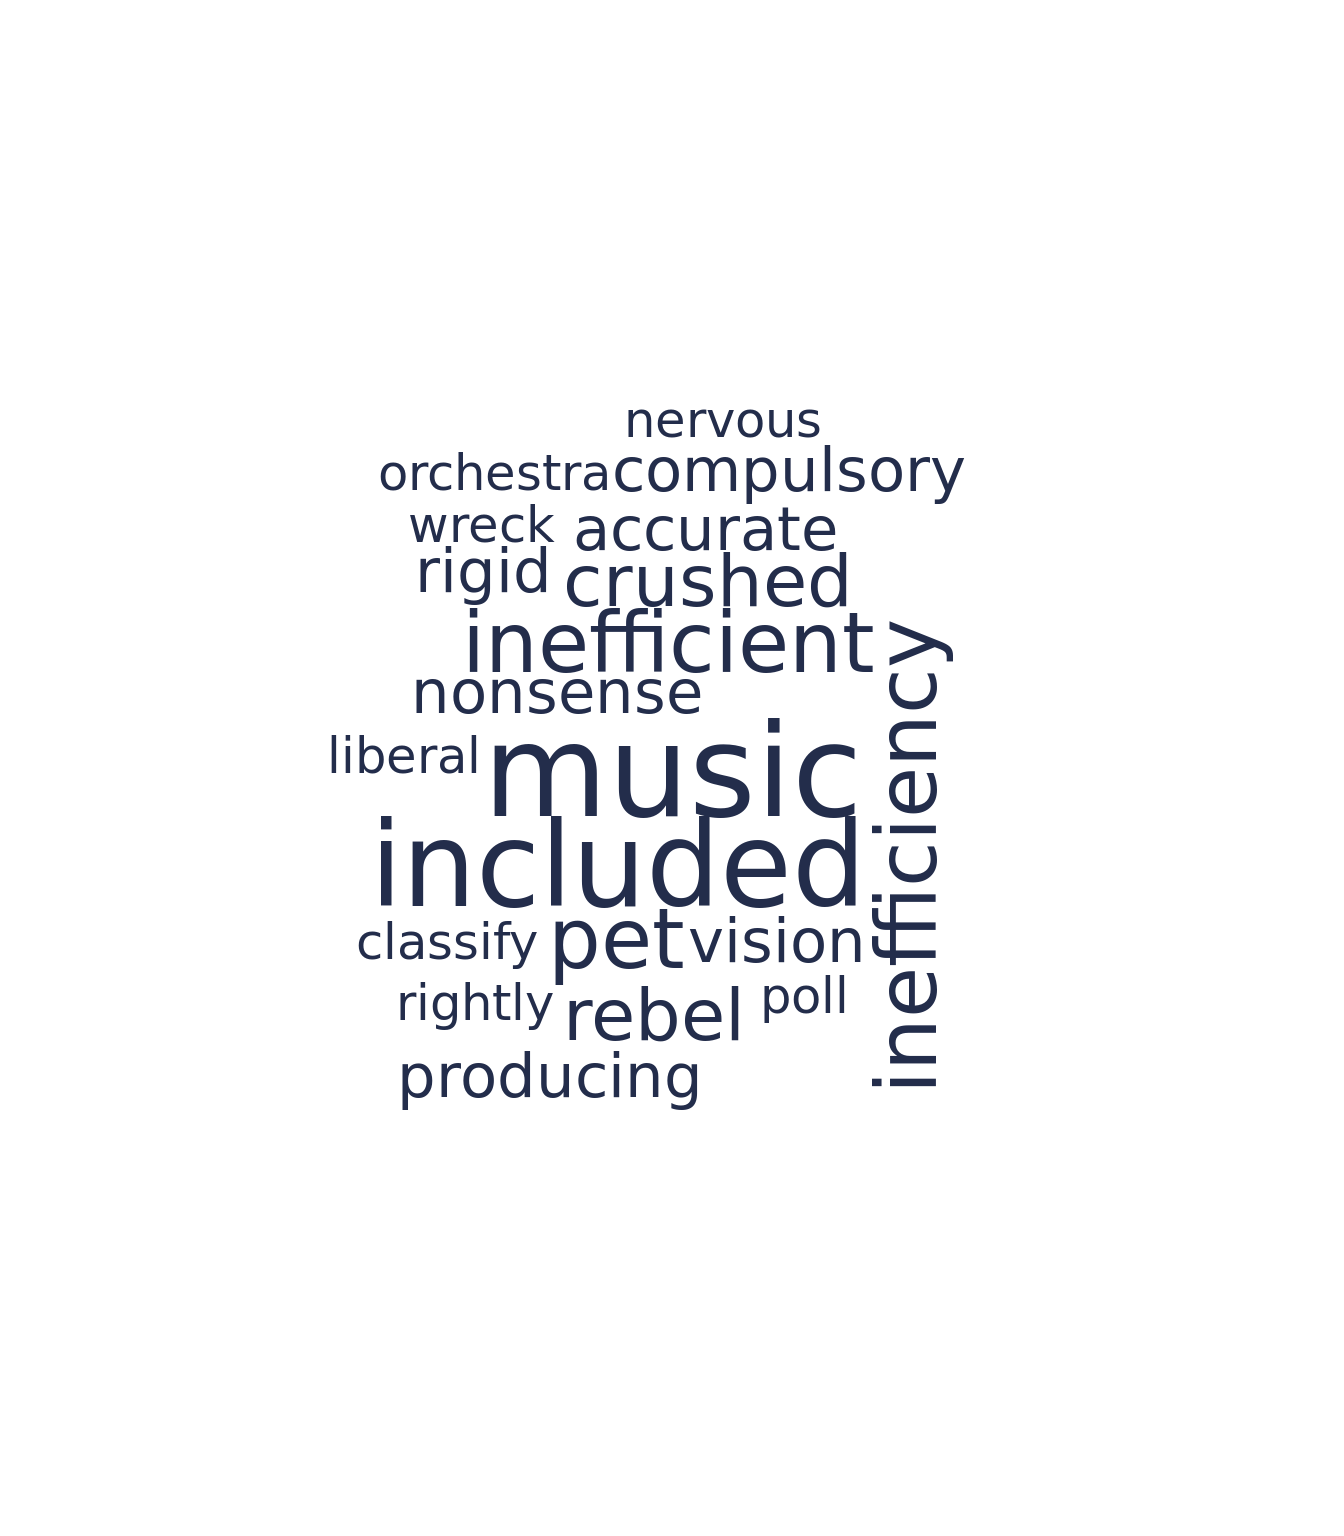 nervous
orchestra compulsory
wreck accurate
rigid crushed
inefficient
nonsense
liberal music
included
classify pet vision
rightly rebel poll
producing
inefficiency